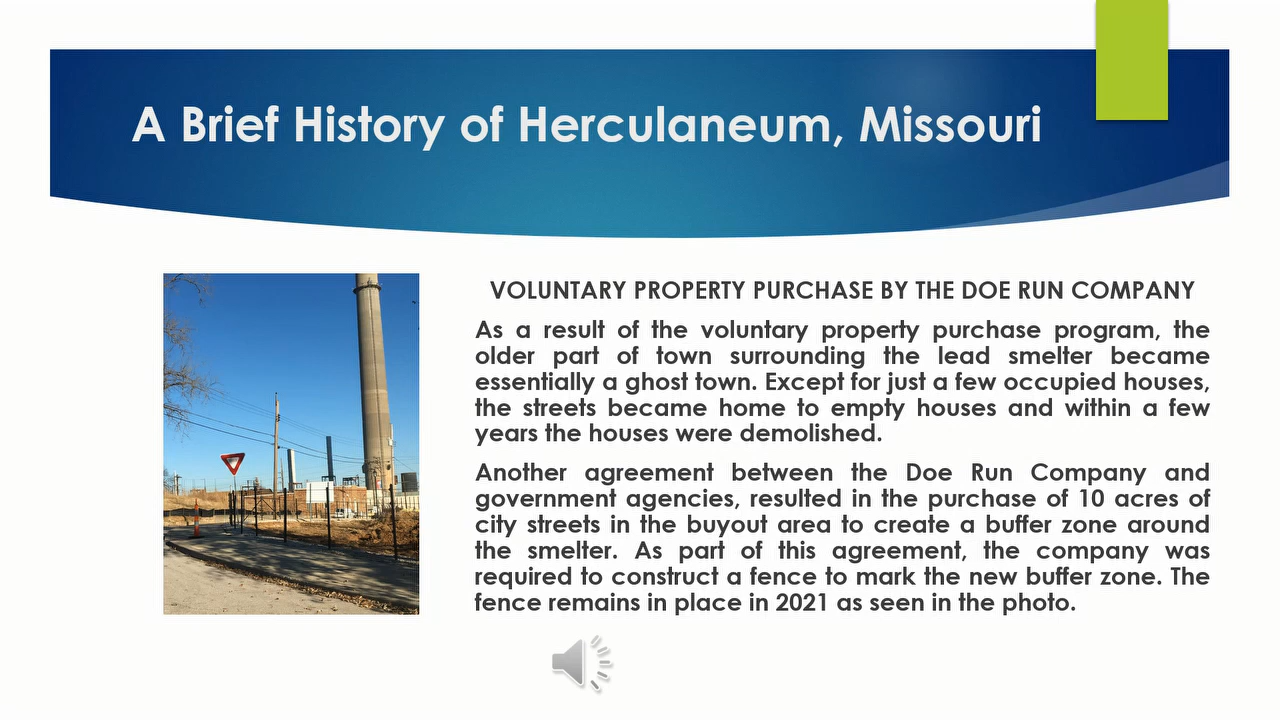 A Brief History of Herculaneum, Missouri
VOLUNTARY PROPERTY PURCHASE BY THE DOE RUN COMPANY
As a result of the voluntary property purchase program, the
older part of town surrounding the lead smelter became
essentially a ghost town. Except for just a few occupied houses,
the streets became home to empty houses and within a few
years the houses were demolished.
Another agreement between the Doe Run Company and
government agencies, resulted in the purchase of 10 acres of
city streets in the buyout area to create a buffer zone around
the smelter. As part of this agreement, the company was
required to construct a fence to mark the new buffer zone. The
fence remains in place in 2021 as seen in the photo.